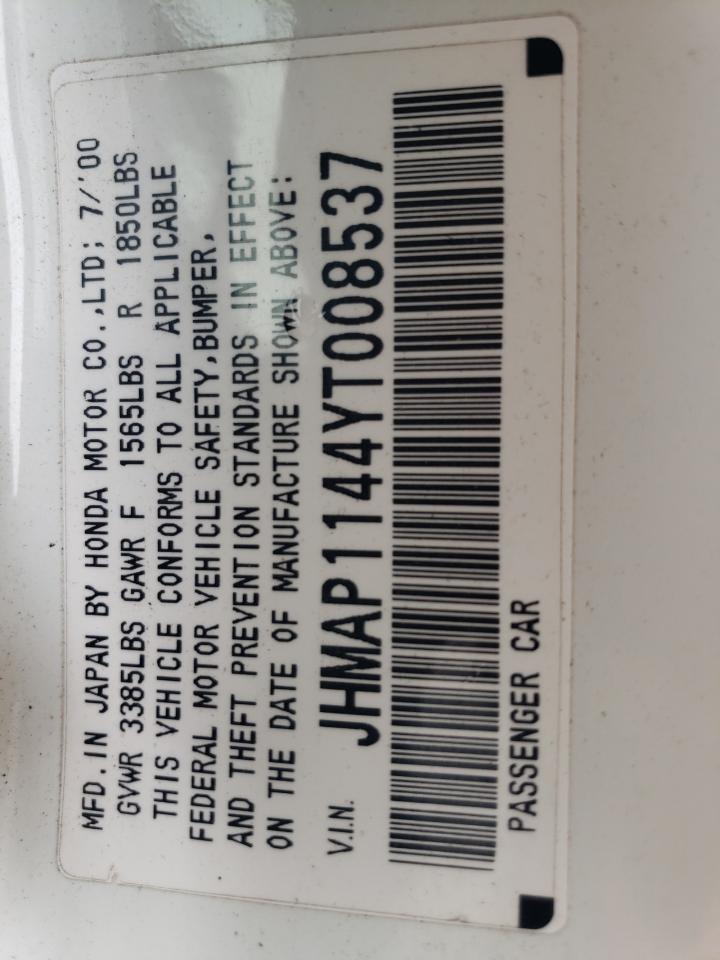 MFD. IN JAPAN BY HONDA MOTOR CO.,LTD; 7/'00
GVWR 3385LBS GAWR F 1565LBS R 1850LBS
THIS VEHICLE CONFORMS TO ALL APPLICABLE
FEDERAL MOTOR VEHICLE SAFETY,BUMPER,
AND THEFT PREVENTION STANDARDS IN EFFECT
ON THE DATE OF MANUFACTURE SHOWN ABOVE:
V.I.N. JHMAP1144YT008537
PASSENGER CAR